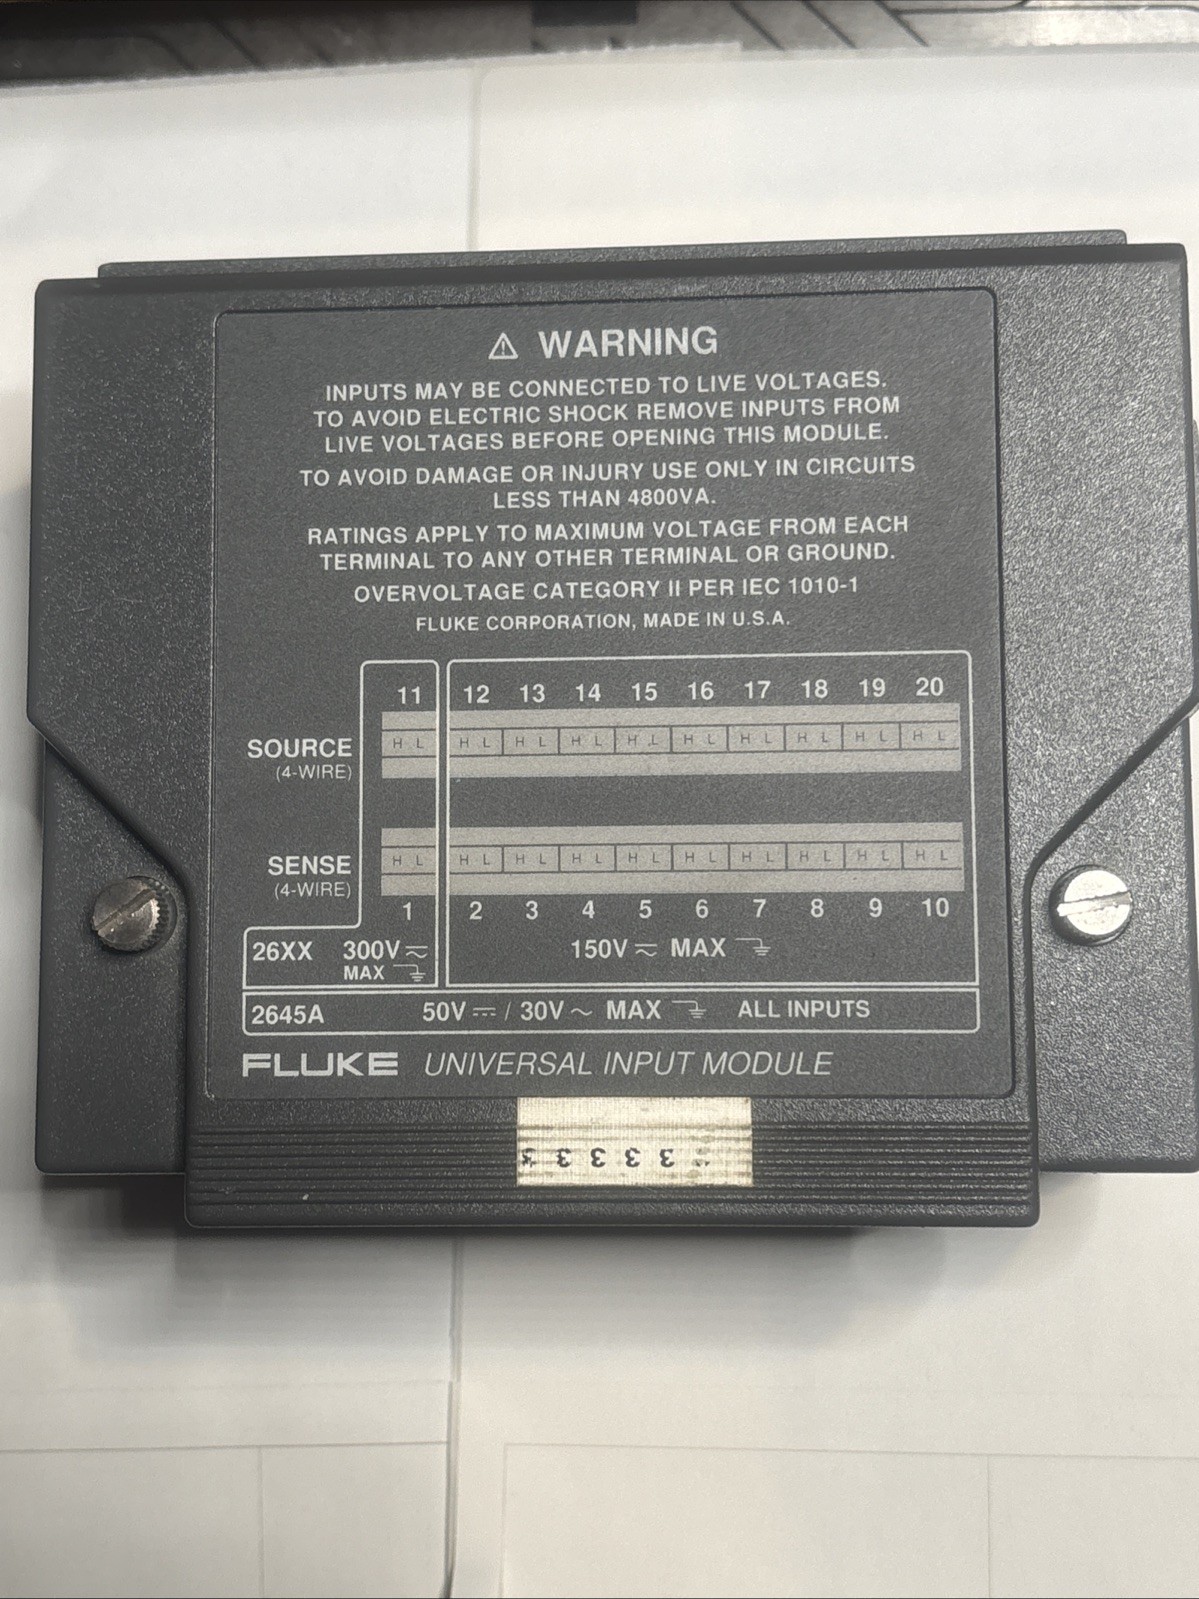 ⚠ WARNING
INPUTS MAY BE CONNECTED TO LIVE VOLTAGES.
TO AVOID ELECTRIC SHOCK REMOVE INPUTS FROM
LIVE VOLTAGES BEFORE OPENING THIS MODULE.
TO AVOID DAMAGE OR INJURY USE ONLY IN CIRCUITS
LESS THAN 4800VA.
RATINGS APPLY TO MAXIMUM VOLTAGE FROM EACH
TERMINAL TO ANY OTHER TERMINAL OR GROUND.
OVERVOLTAGE CATEGORY II PER IEC 1010-1
FLUKE CORPORATION, MADE IN U.S.A.
11 12 13 14 15 16 17 18 19 20
SOURCE H L H L H L H L H L H L H L H L H L H L
(4-WIRE)
SENSE H L H L H L H L H L H L H L H L H L H L
(4-WIRE)
1 2 3 4 5 6 7 8 9 10
26XX 300V ⏦ 150V ⏦ MAX ⏚
MAX ⏚
2645A 50V ⎓ / 30V ~ MAX ⏚ ALL INPUTS
FLUKE UNIVERSAL INPUT MODULE
3 3 3 3